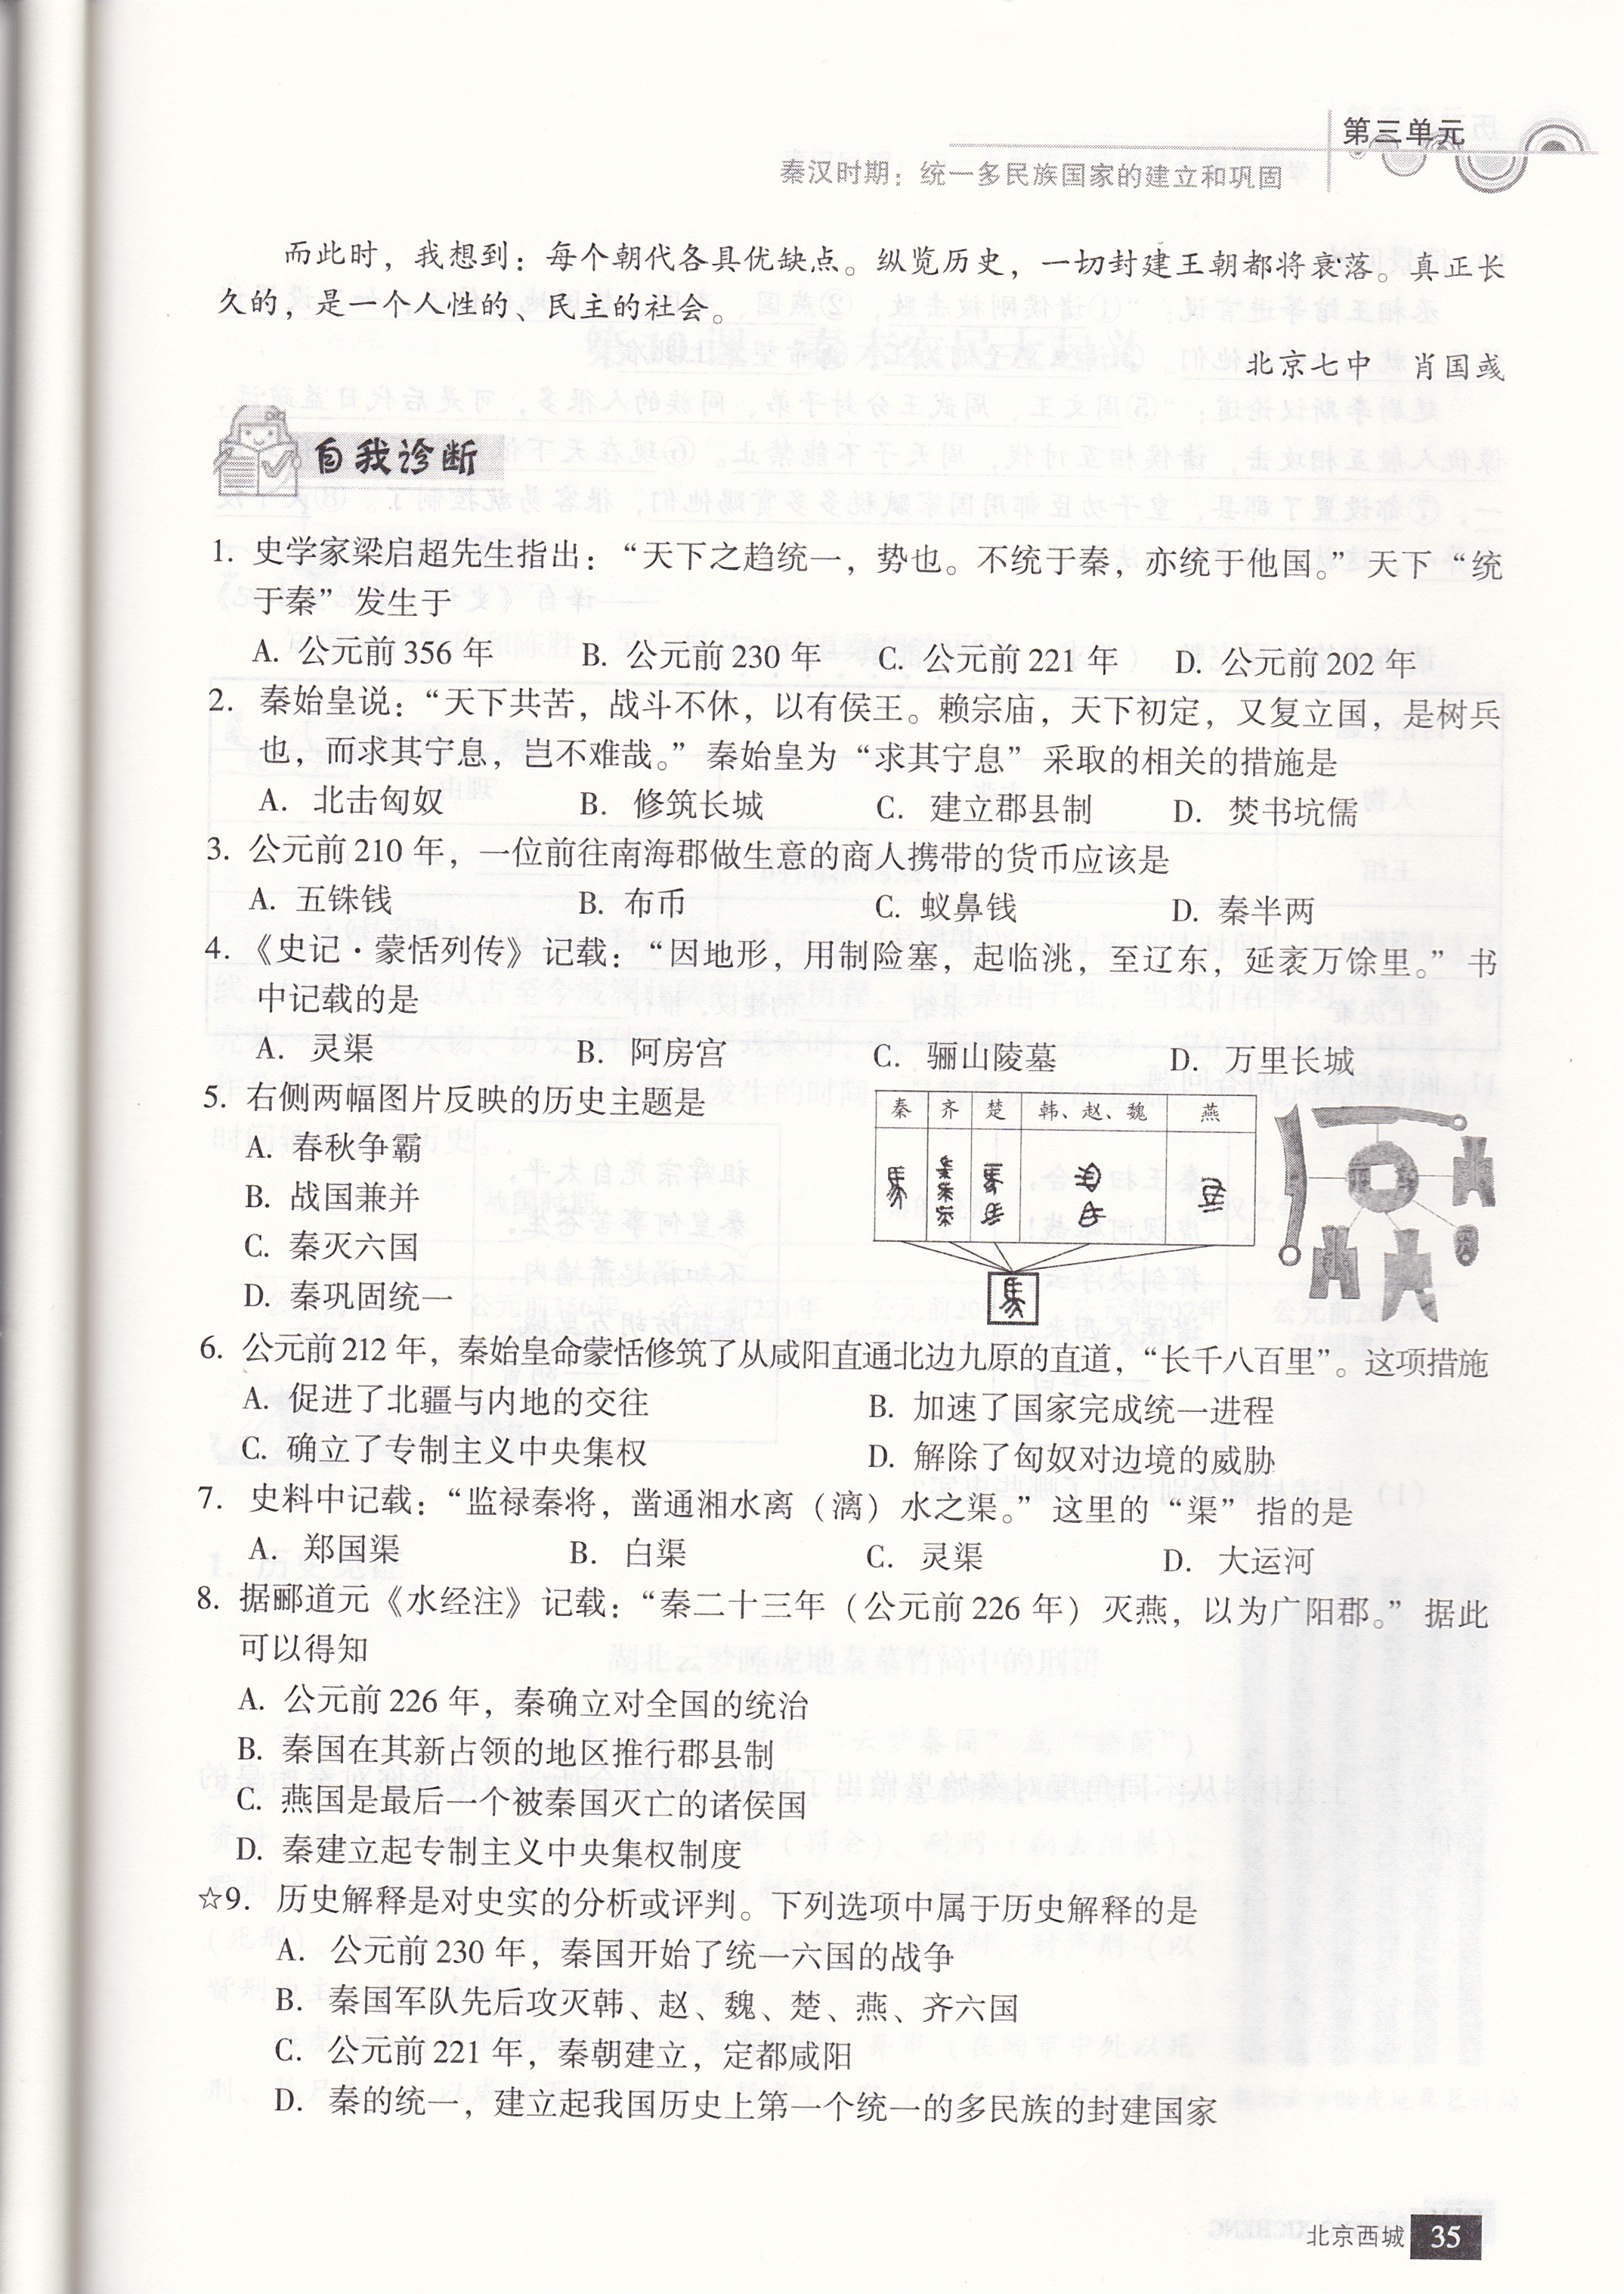 第三单元
秦汉时期：统一多民族国家的建立和巩固
而此时，我想到：每个朝代各具优缺点。纵览历史，一切封建王朝都将衰落。真正长
久的，是一个人性的、民主的社会。
北京七中　肖国彧
自我诊断
1. 史学家梁启超先生指出：“天下之趋统一，势也。不统于秦，亦统于他国。”天下“统
于秦”发生于
A. 公元前 356 年　B. 公元前 230 年　C. 公元前 221 年　D. 公元前 202 年
2. 秦始皇说：“天下共苦，战斗不休，以有侯王。赖宗庙，天下初定，又复立国，是树兵
也，而求其宁息，岂不难哉。”秦始皇为“求其宁息”采取的相关的措施是
A. 北击匈奴　B. 修筑长城　C. 建立郡县制　D. 焚书坑儒
3. 公元前 210 年，一位前往南海郡做生意的商人携带的货币应该是
A. 五铢钱　B. 布币　C. 蚁鼻钱　D. 秦半两
4.《史记·蒙恬列传》记载：“因地形，用制险塞，起临洮，至辽东，延袤万馀里。”书
中记载的是
A. 灵渠　B. 阿房宫　C. 骊山陵墓　D. 万里长城
5. 右侧两幅图片反映的历史主题是
A. 春秋争霸
B. 战国兼并
C. 秦灭六国
D. 秦巩固统一
秦　齐　楚　韩、赵、魏　燕
6. 公元前 212 年，秦始皇命蒙恬修筑了从咸阳直通北边九原的直道，“长千八百里”。这项措施
A. 促进了北疆与内地的交往　B. 加速了国家完成统一进程
C. 确立了专制主义中央集权　D. 解除了匈奴对边境的威胁
7. 史料中记载：“监禄秦将，凿通湘水离（漓）水之渠。”这里的“渠”指的是
A. 郑国渠　B. 白渠　C. 灵渠　D. 大运河
8. 据郦道元《水经注》记载：“秦二十三年（公元前 226 年）灭燕，以为广阳郡。”据此
可以得知
A. 公元前 226 年，秦确立对全国的统治
B. 秦国在其新占领的地区推行郡县制
C. 燕国是最后一个被秦国灭亡的诸侯国
D. 秦建立起专制主义中央集权制度
☆9. 历史解释是对史实的分析或评判。下列选项中属于历史解释的是
A. 公元前 230 年，秦国开始了统一六国的战争
B. 秦国军队先后攻灭韩、赵、魏、楚、燕、齐六国
C. 公元前 221 年，秦朝建立，定都咸阳
D. 秦的统一，建立起我国历史上第一个统一的多民族的封建国家
北京西城 35